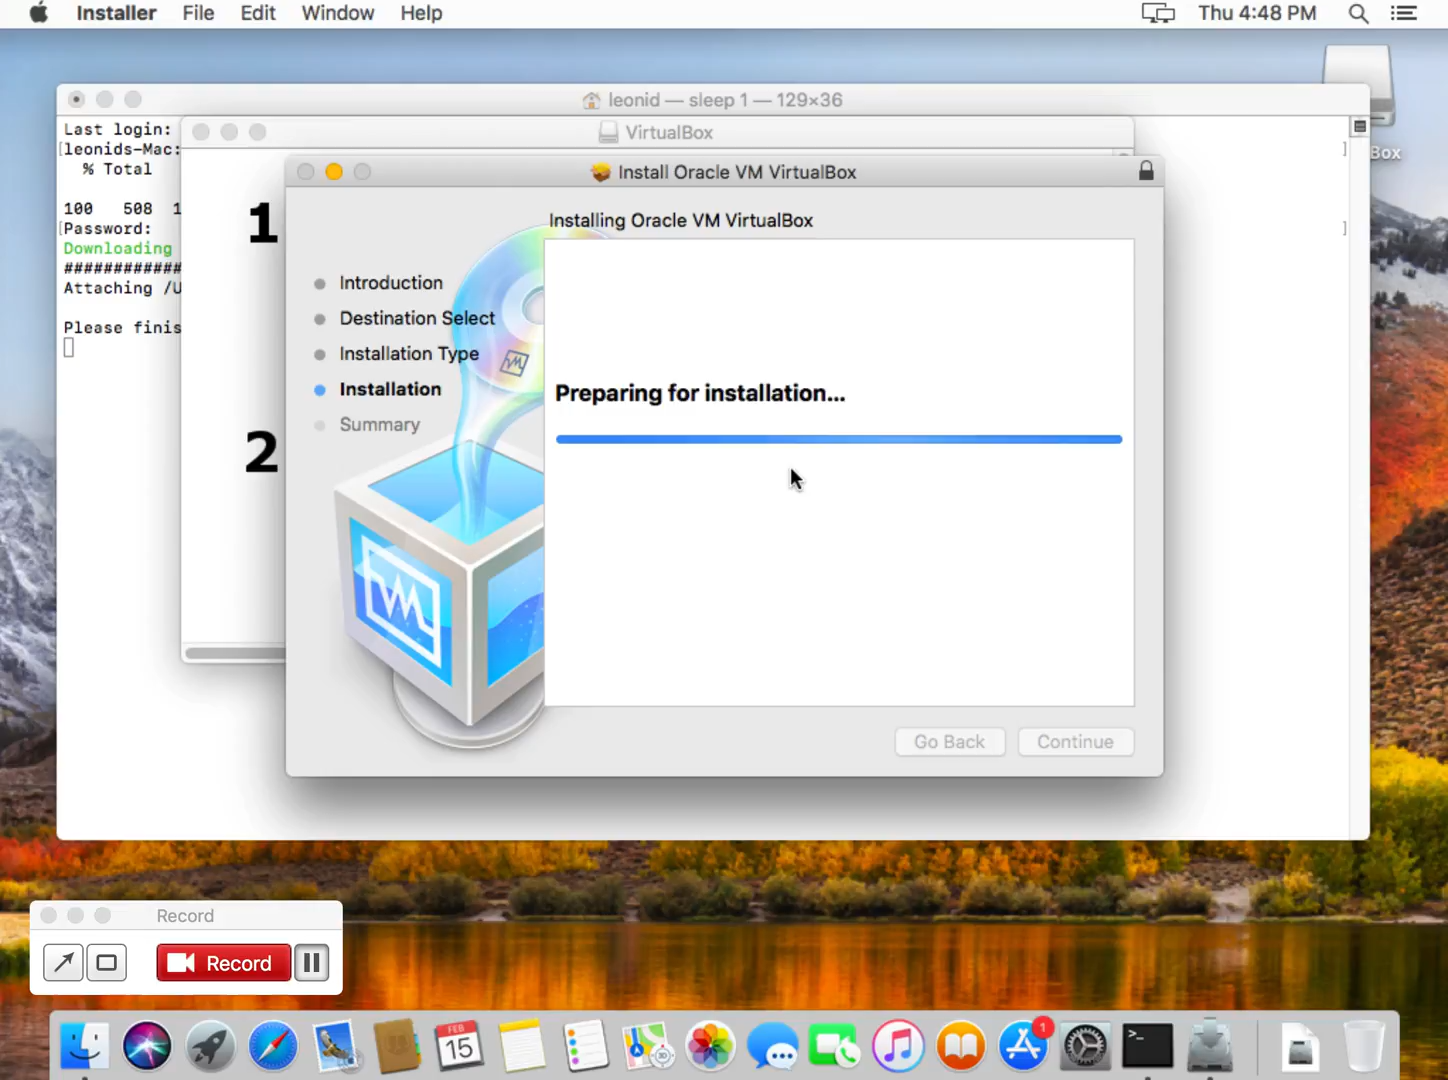 Installer File Edit Window Help Thu 4:48 PM
leonid — sleep 1 — 129×36
Last login:
[leonids-Mac: ]
% Total
100 508 1
[Password: ]
Downloading
############
Attaching /U
Please finis
VirtualBox
1
2
Box
Install Oracle VM VirtualBox
Installing Oracle VM VirtualBox
Introduction
Destination Select
Installation Type
Installation
Summary
Preparing for installation...
Go Back Continue
Record
Record
FEB
15
3D
1
>_